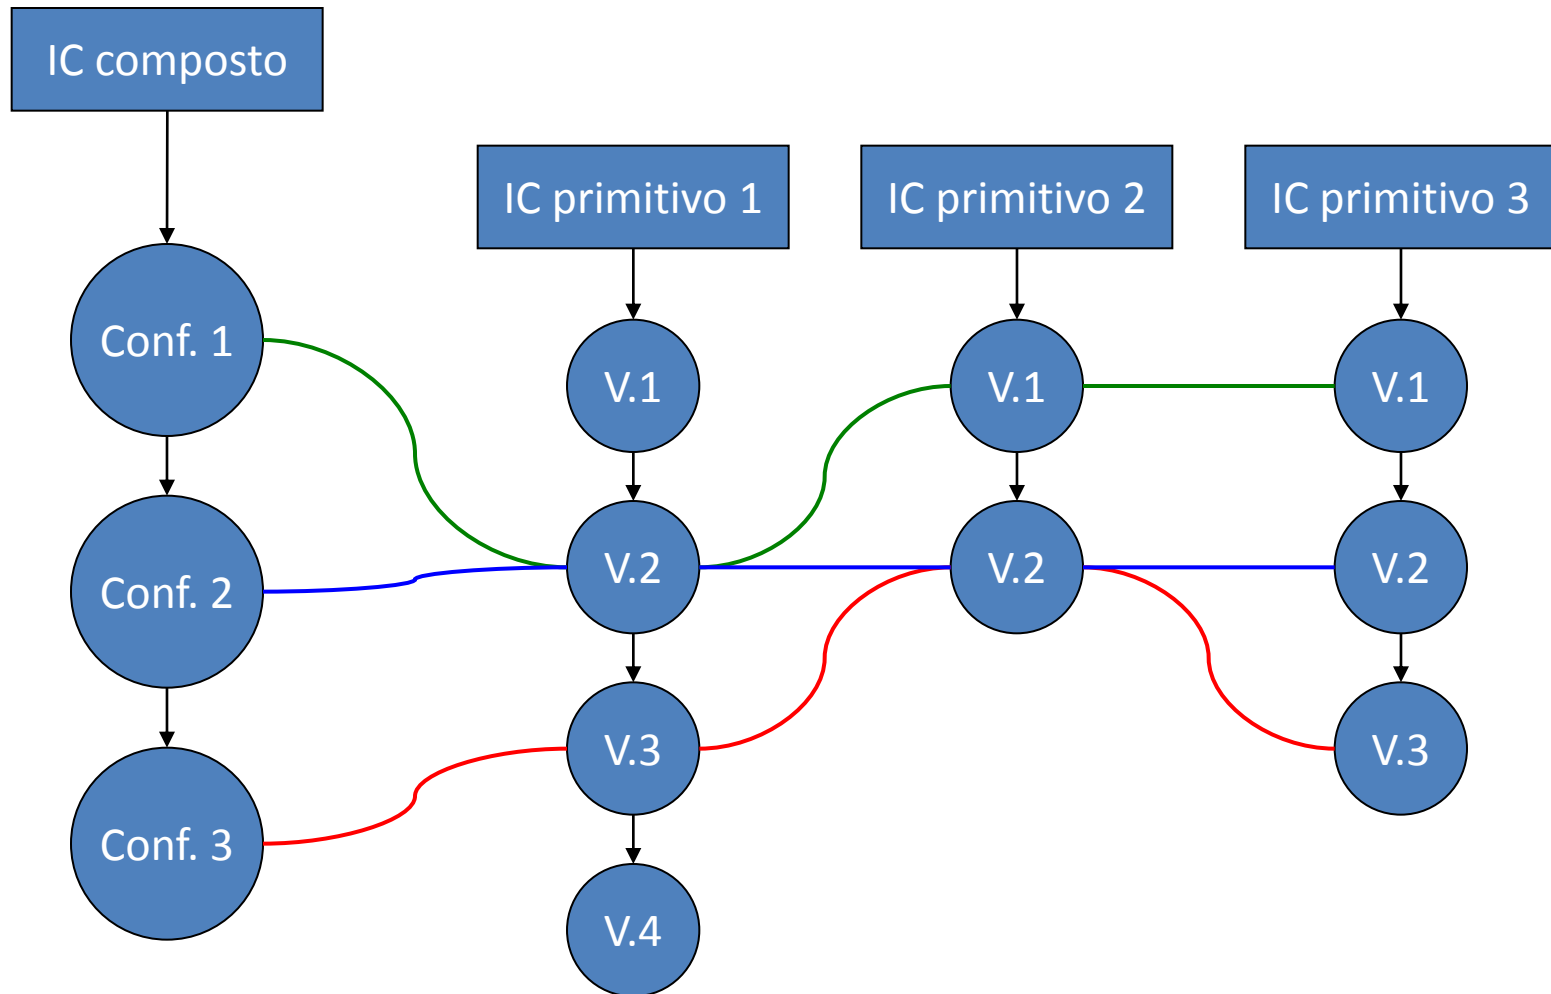 IC composto
IC primitivo 1
IC primitivo 2
IC primitivo 3
Conf. 1
V.1
V.1
V.1
Conf. 2
V.2
V.2
V.2
Conf. 3
V.3
V.3
V.4